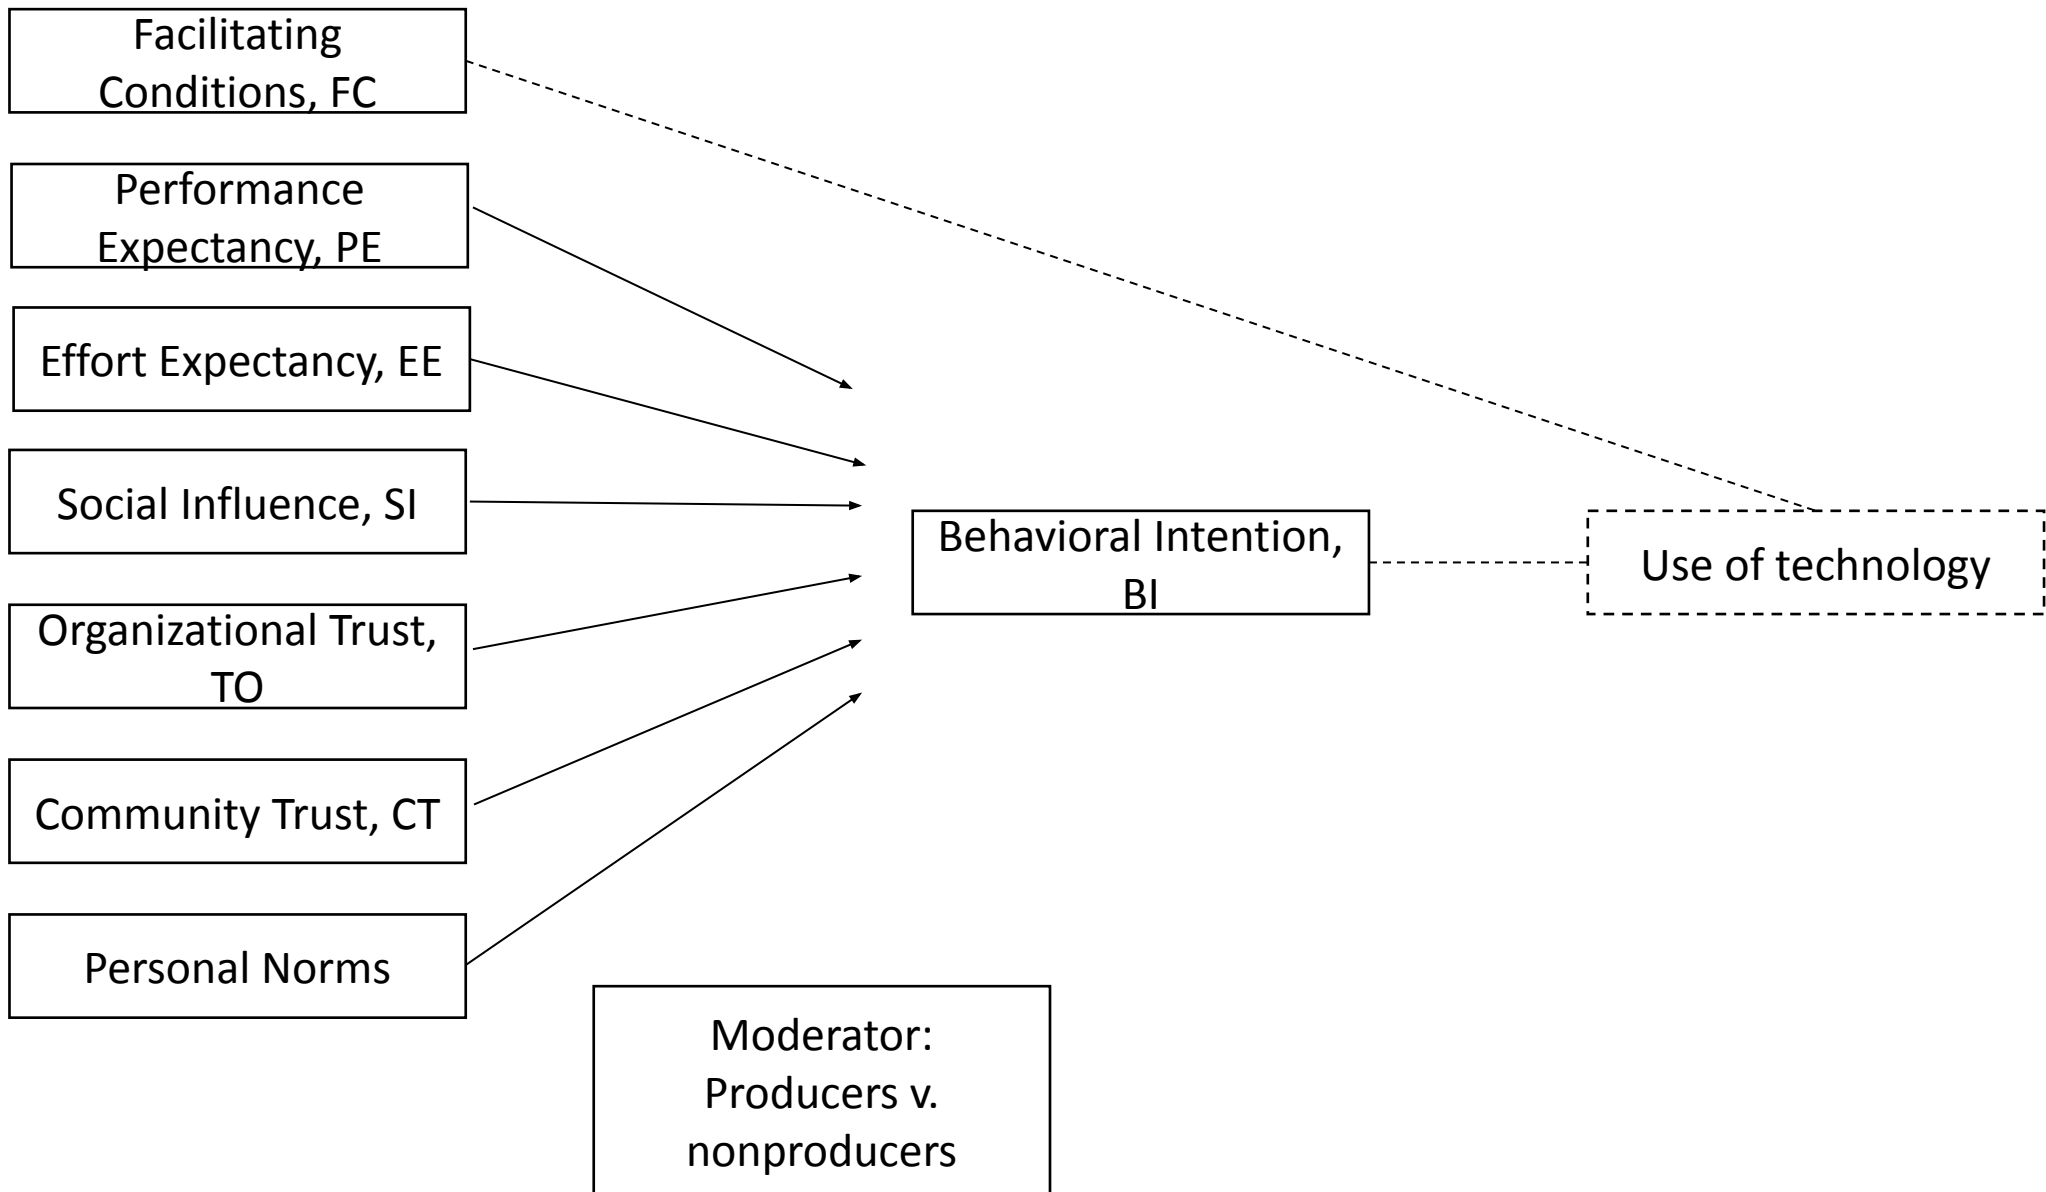 Facilitating
Conditions, FC
Performance
Expectancy, PE
Effort Expectancy, EE
Social Influence, SI
Organizational Trust,
TO
Community Trust, CT
Personal Norms
Behavioral Intention,
BI
Use of technology
Moderator:
Producers v.
nonproducers